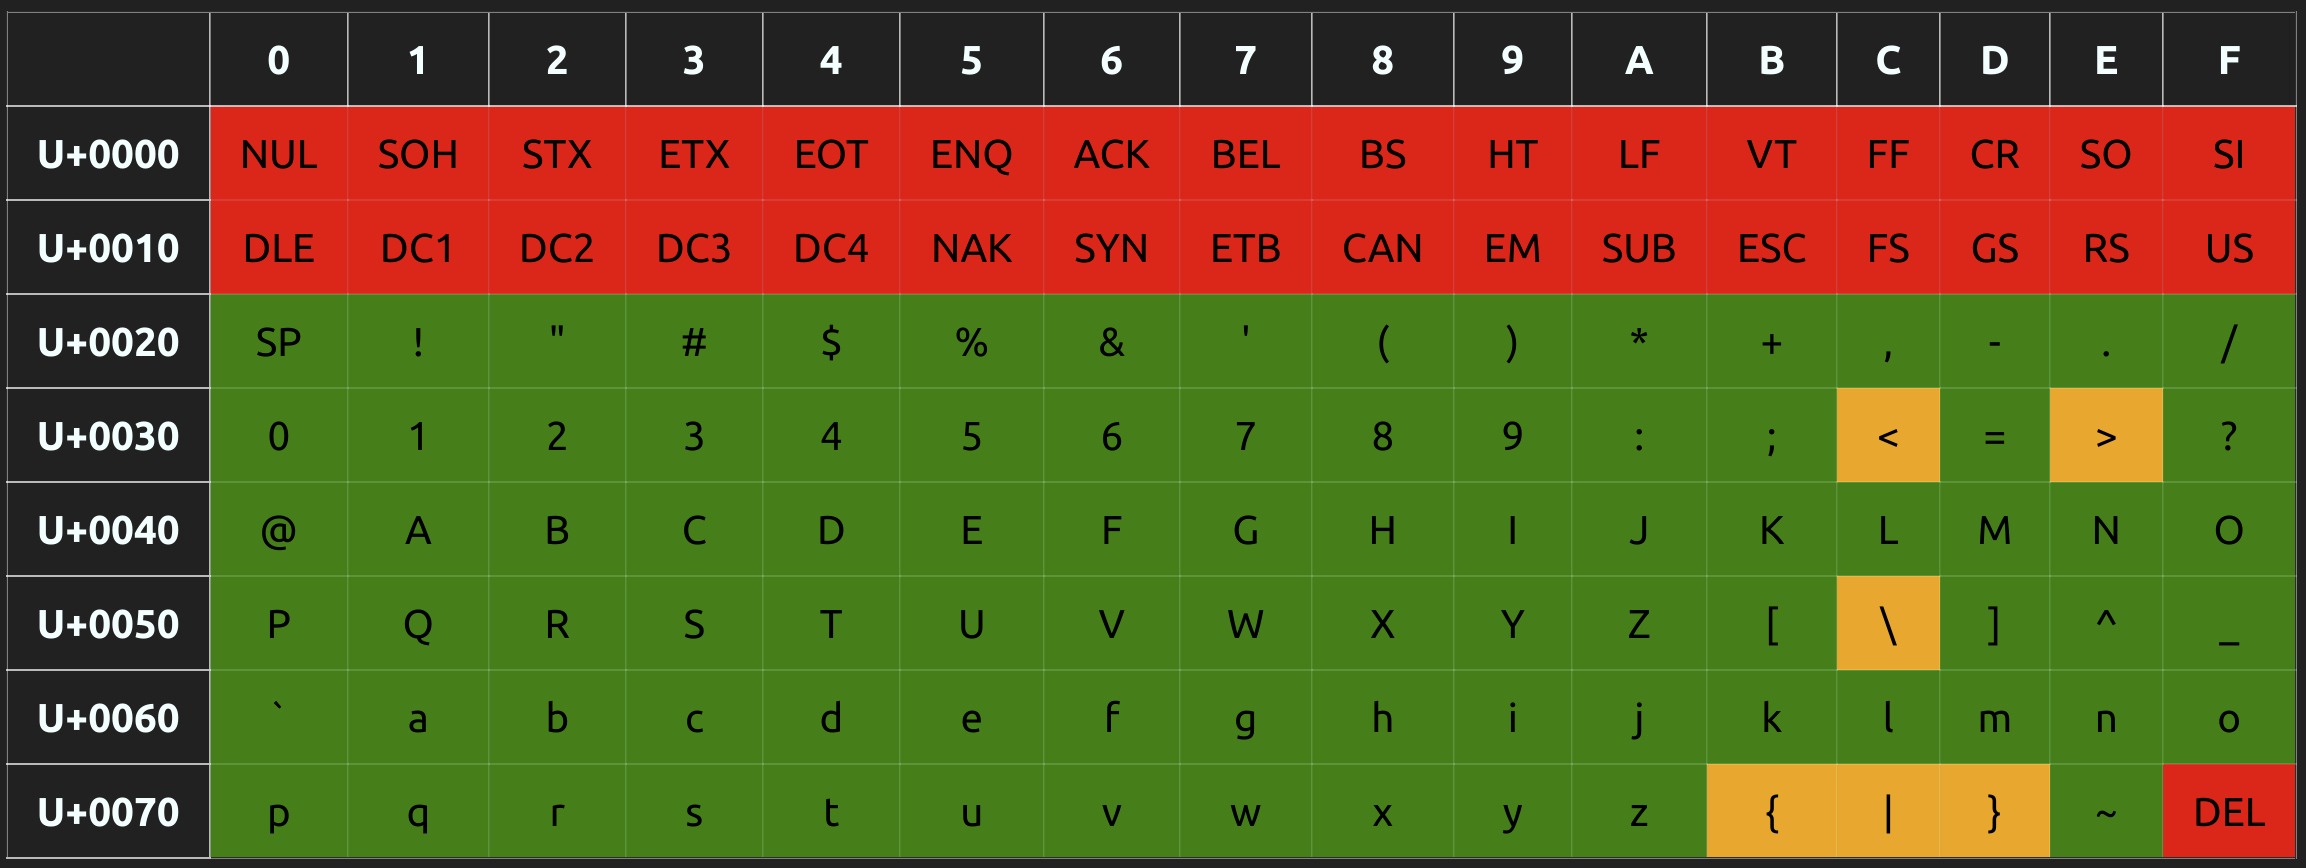 0 1 2 3 4 5 6 7 8 9 A B C D E F
U+0000 NUL SOH STX ETX EOT ENQ ACK BEL BS HT LF VT FF CR SO SI
U+0010 DLE DC1 DC2 DC3 DC4 NAK SYN ETB CAN EM SUB ESC FS GS RS US
U+0020 SP ! " # $ % & ' ( ) * + , - . /
U+0030 0 1 2 3 4 5 6 7 8 9 : ; < = > ?
U+0040 @ A B C D E F G H I J K L M N O
U+0050 P Q R S T U V W X Y Z [ \ ] ^ _
U+0060 ` a b c d e f g h i j k l m n o
U+0070 p q r s t u v w x y z { | } ~ DEL